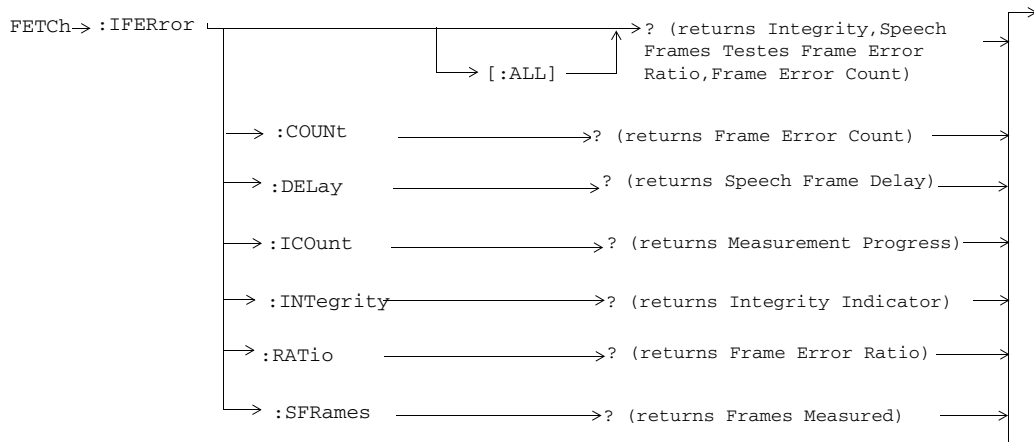 FETCh :IFERror ? (returns Integrity,Speech
Frames Testes Frame Error
[:ALL] Ratio,Frame Error Count)
:COUNt ? (returns Frame Error Count)
:DELay ? (returns Speech Frame Delay)
:ICOunt ? (returns Measurement Progress)
:INTegrity ? (returns Integrity Indicator)
:RATio ? (returns Frame Error Ratio)
:SFRames ? (returns Frames Measured)